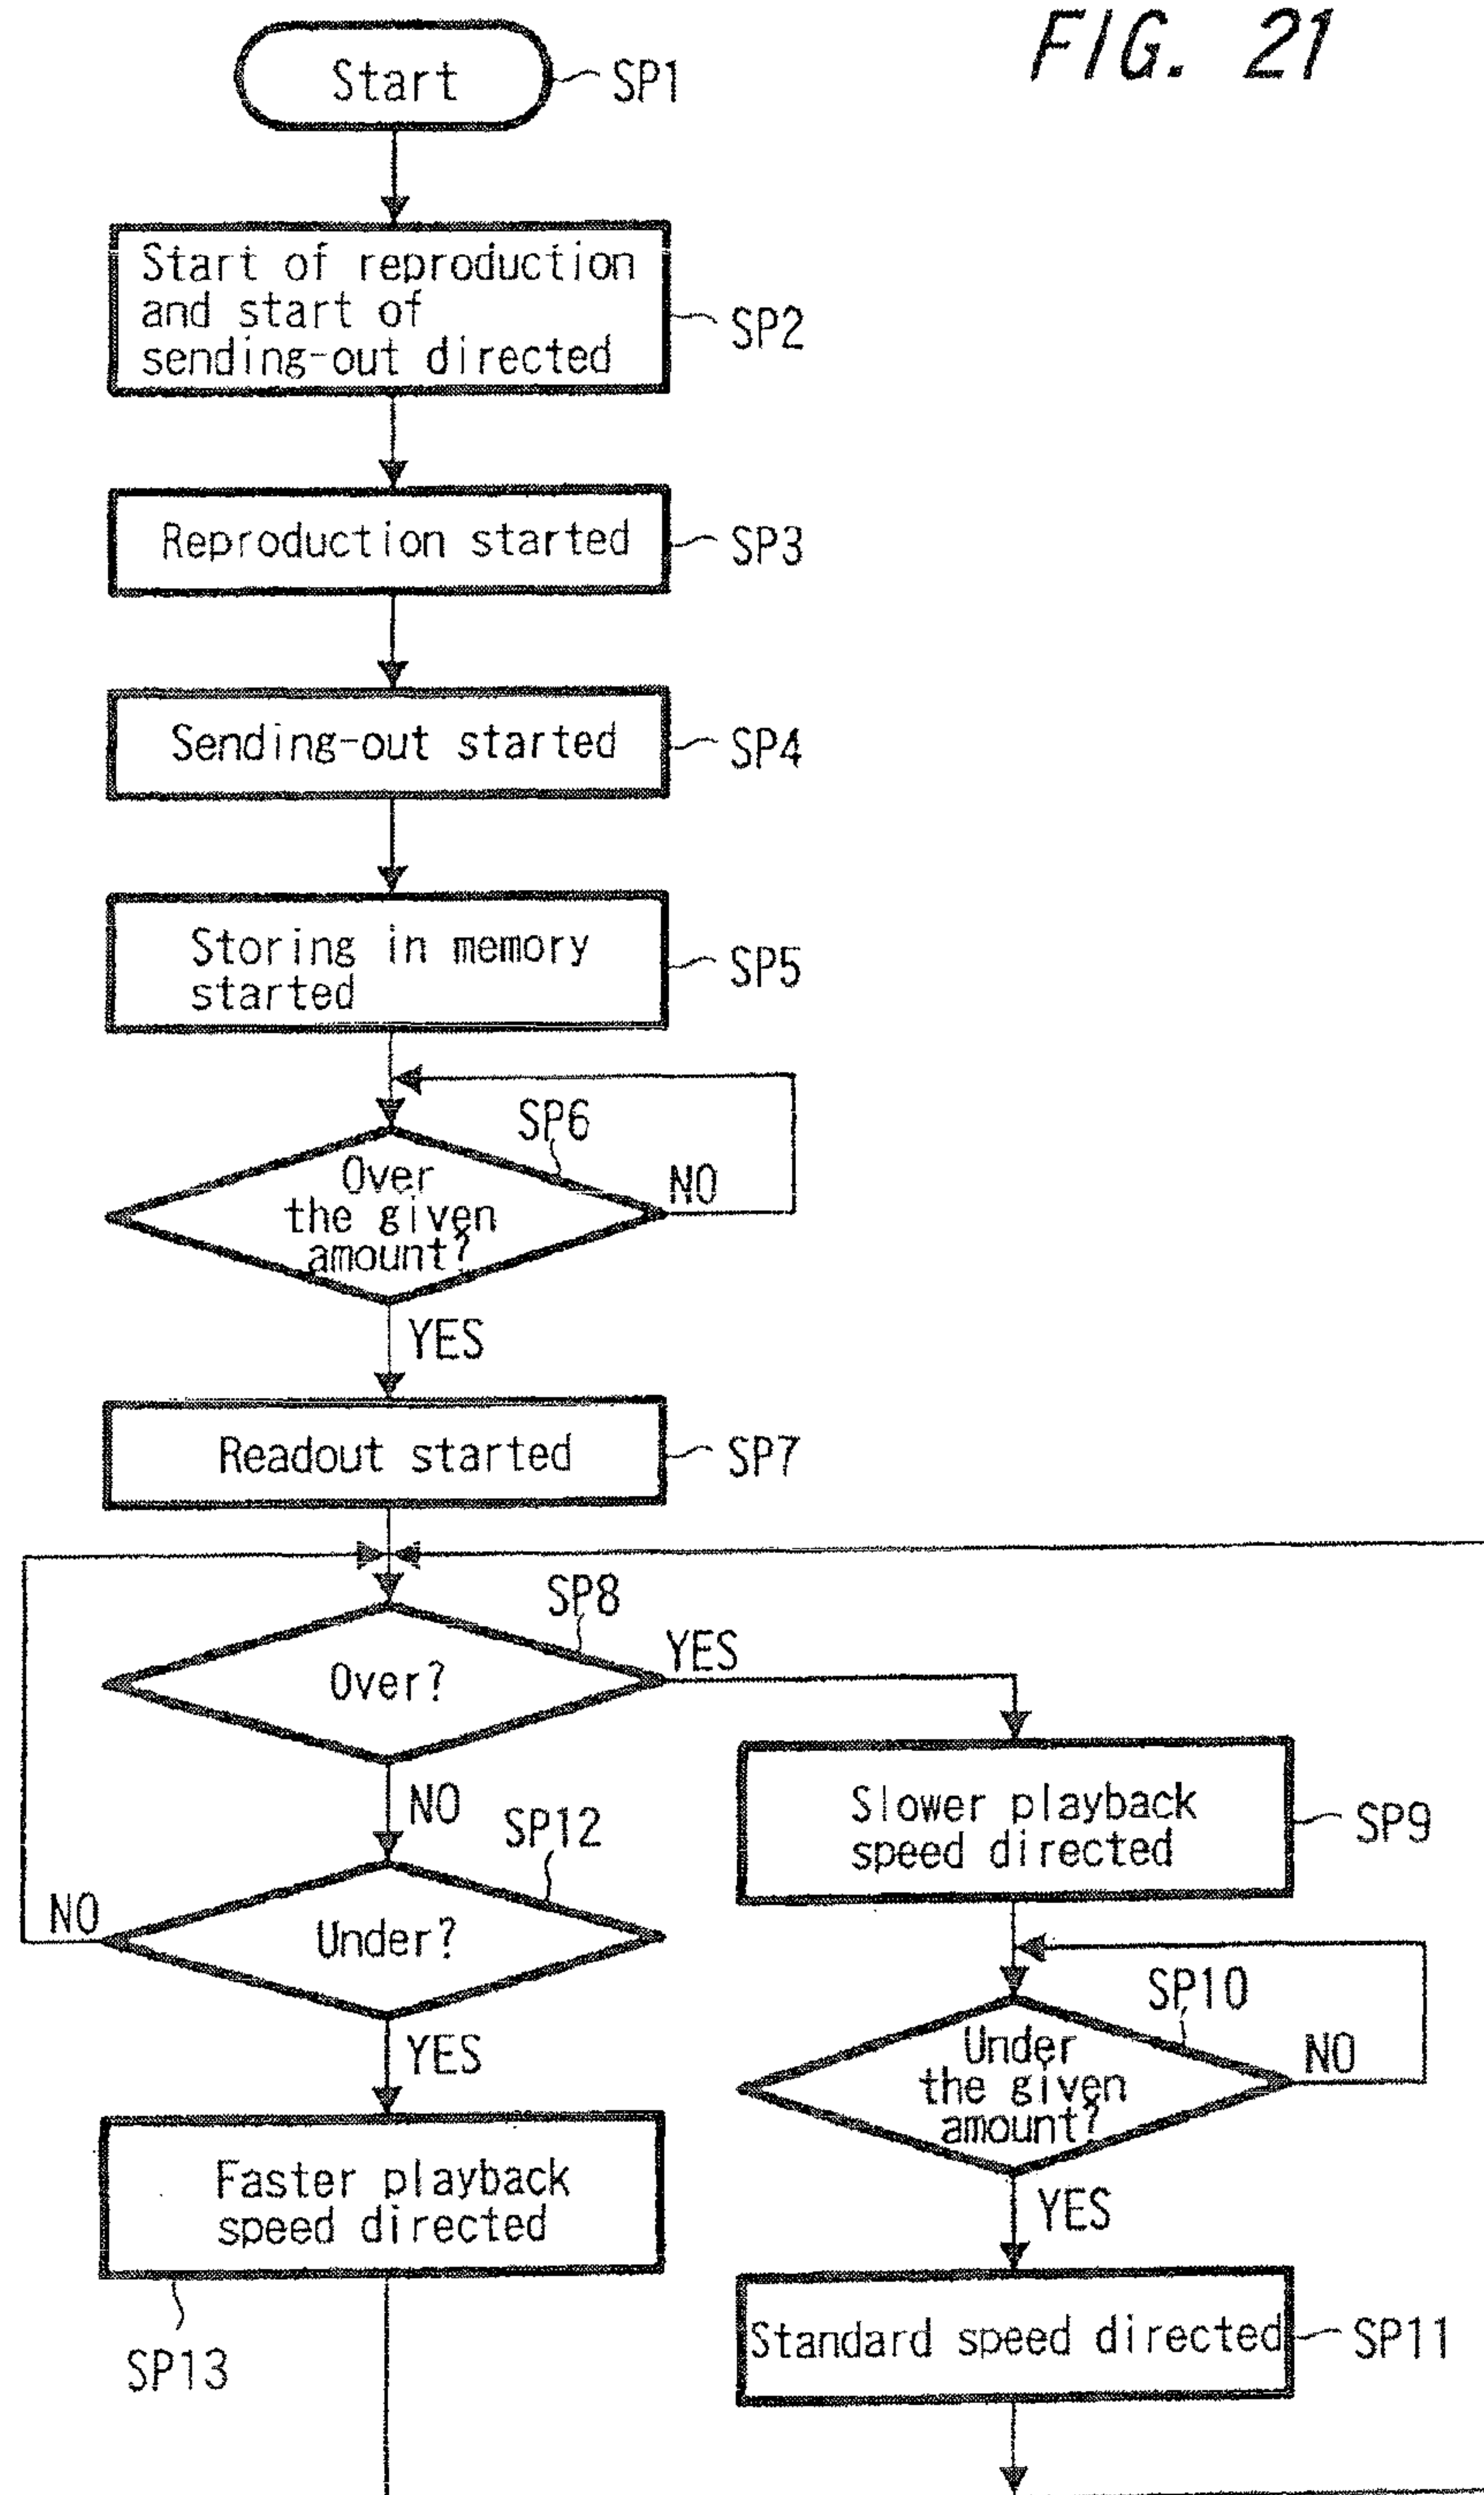 FIG. 21
Start
SP1
Start of reproduction
and start of
sending-out directed
SP2
Reproduction started
SP3
Sending-out started
SP4
Storing in memory
started
SP5
SP6
Over
the given
amount?
NO
YES
Readout started
SP7
SP8
Over?
YES
NO
Slower playback
speed directed
SP9
SP12
Under?
NO
YES
SP10
Under
the given
amount?
NO
YES
Faster playback
speed directed
SP13
Standard speed directed
SP11